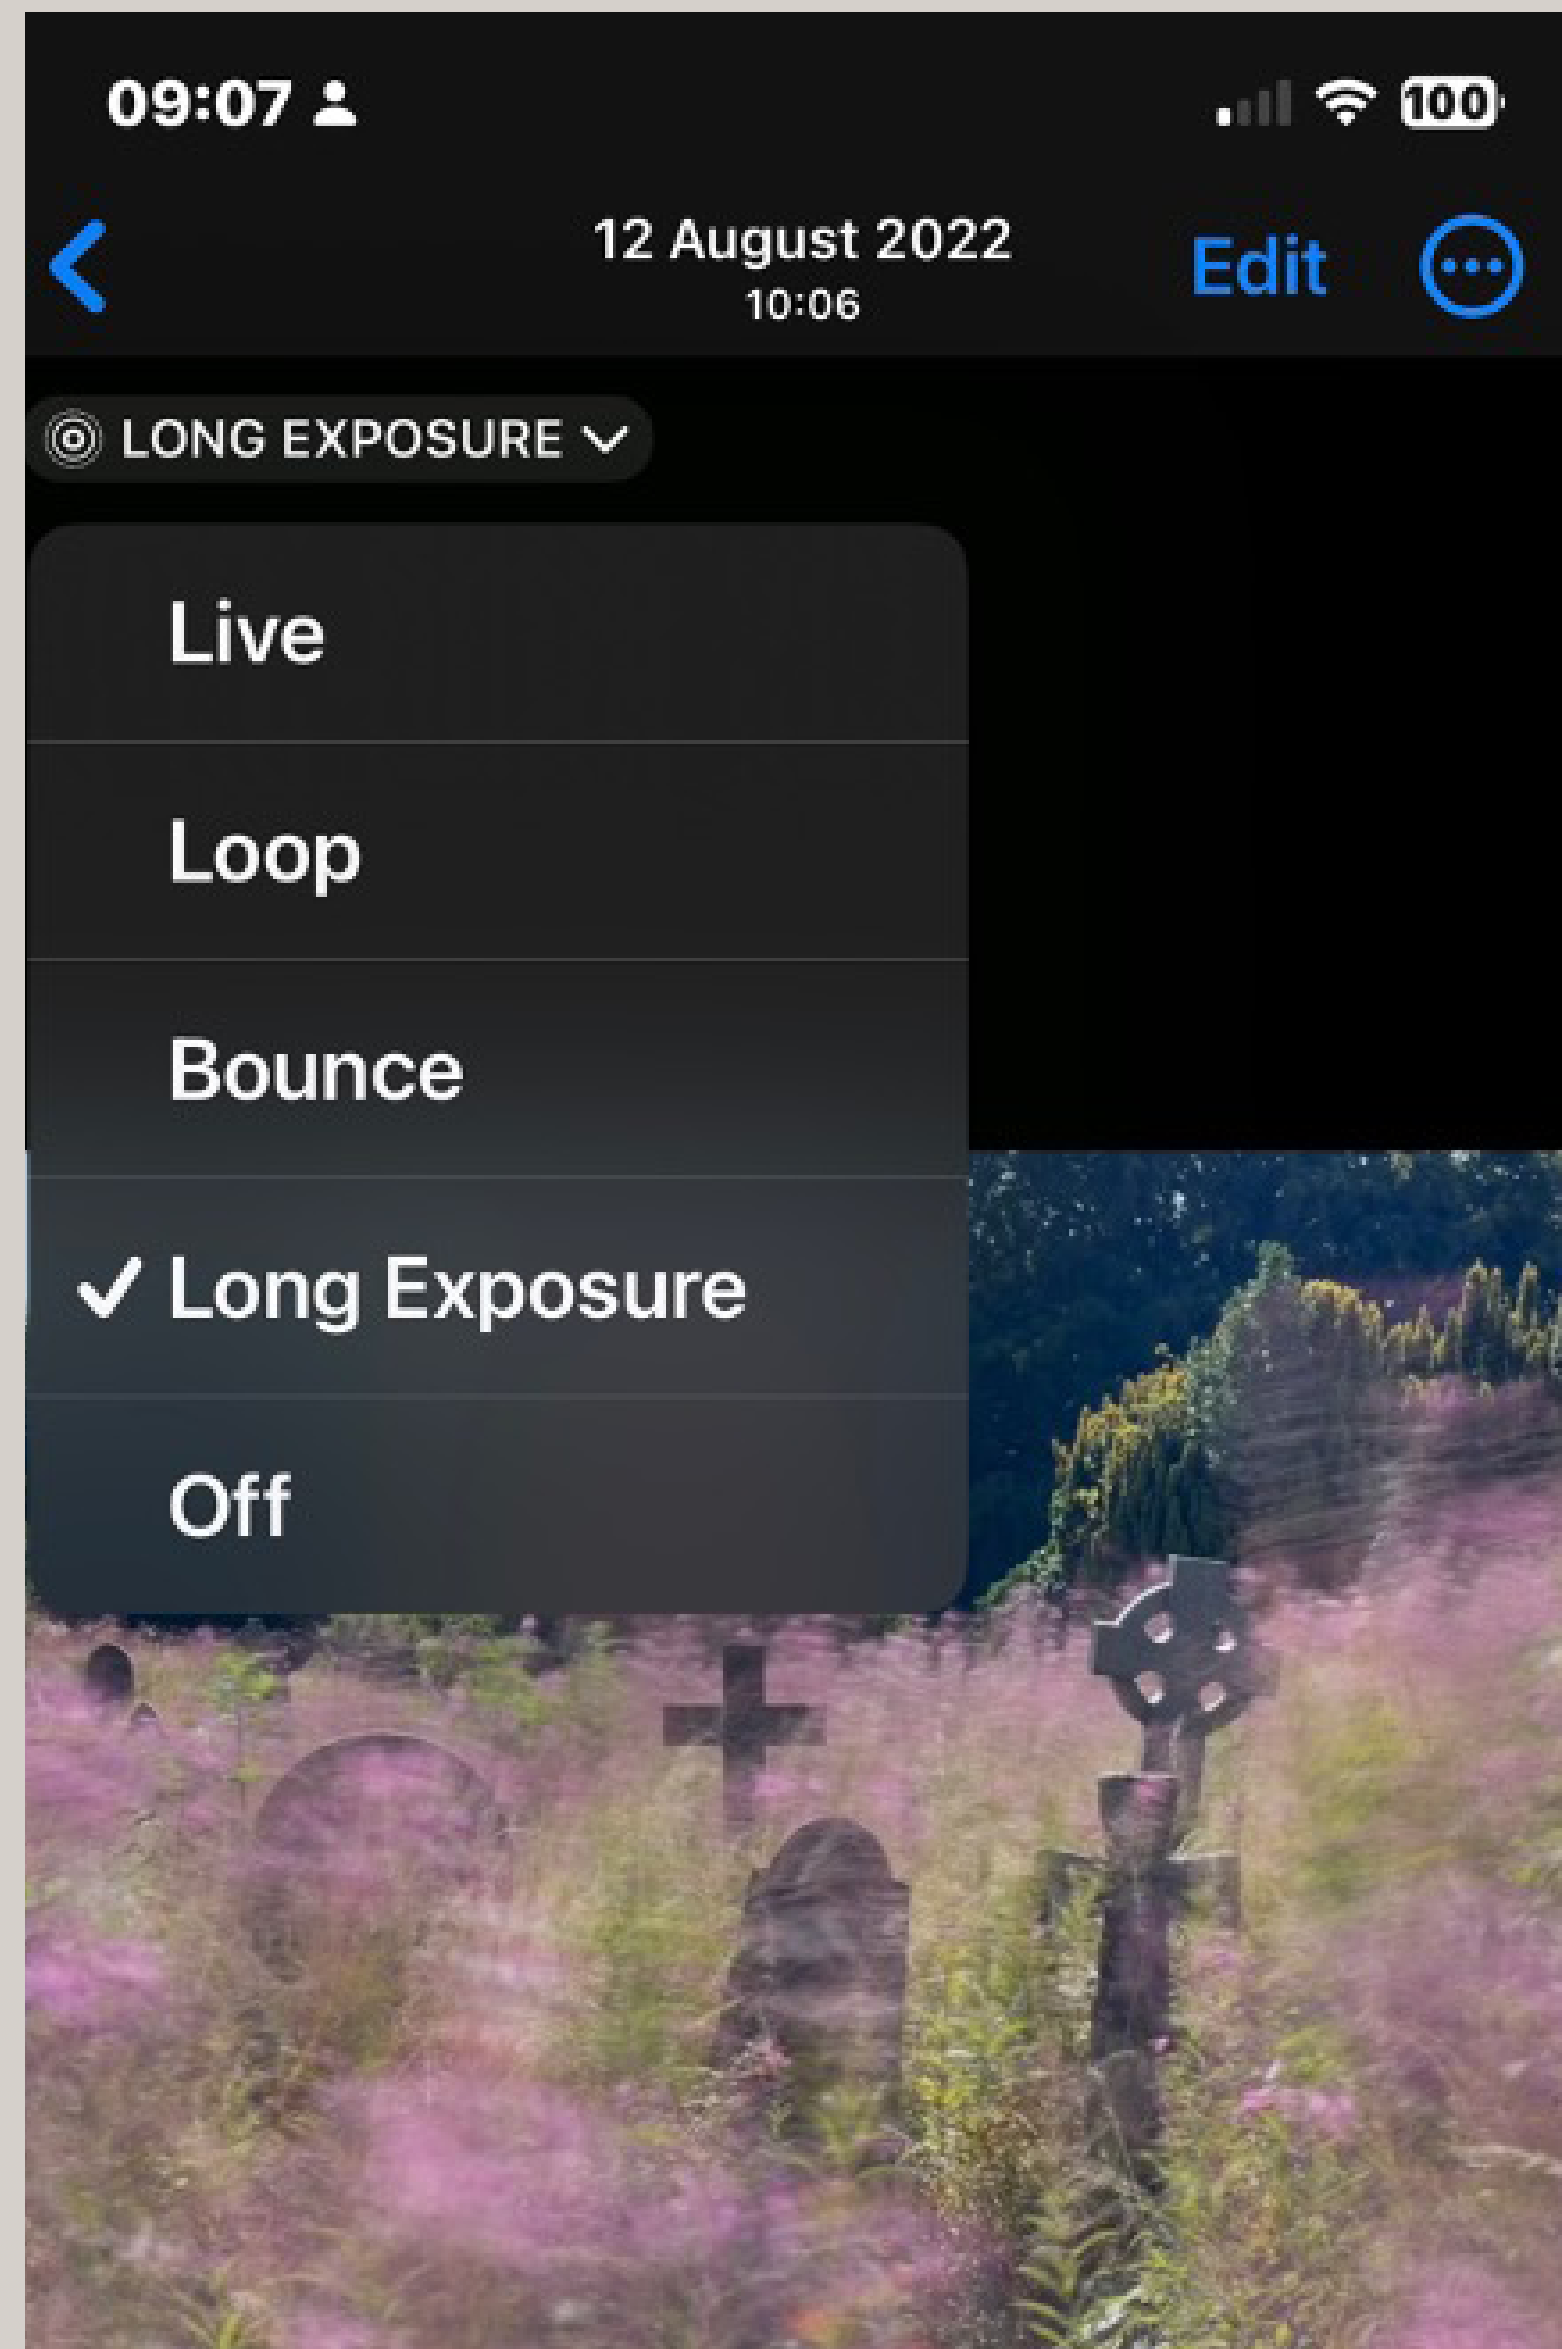 09:07
100
12 August 2022
10:06
Edit
LONG EXPOSURE
Live
Loop
Bounce
Long Exposure
Off